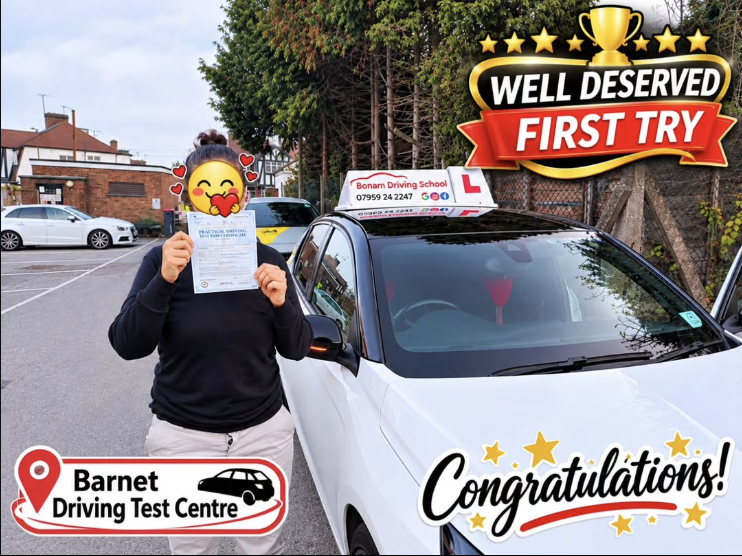 WELL DESERVED
FIRST TRY
Bonam Driving School
07959 24 2247
L
PRACTICAL DRIVING
TEST PASS CERTIFICATE
Barnet
Driving Test Centre
Congratulations!